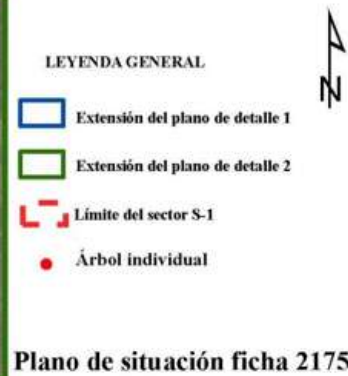 N
LEYENDA GENERAL
Extensión del plano de detalle 1
Extensión del plano de detalle 2
Límite del sector S-1
Árbol individual
Plano de situación ficha 2175